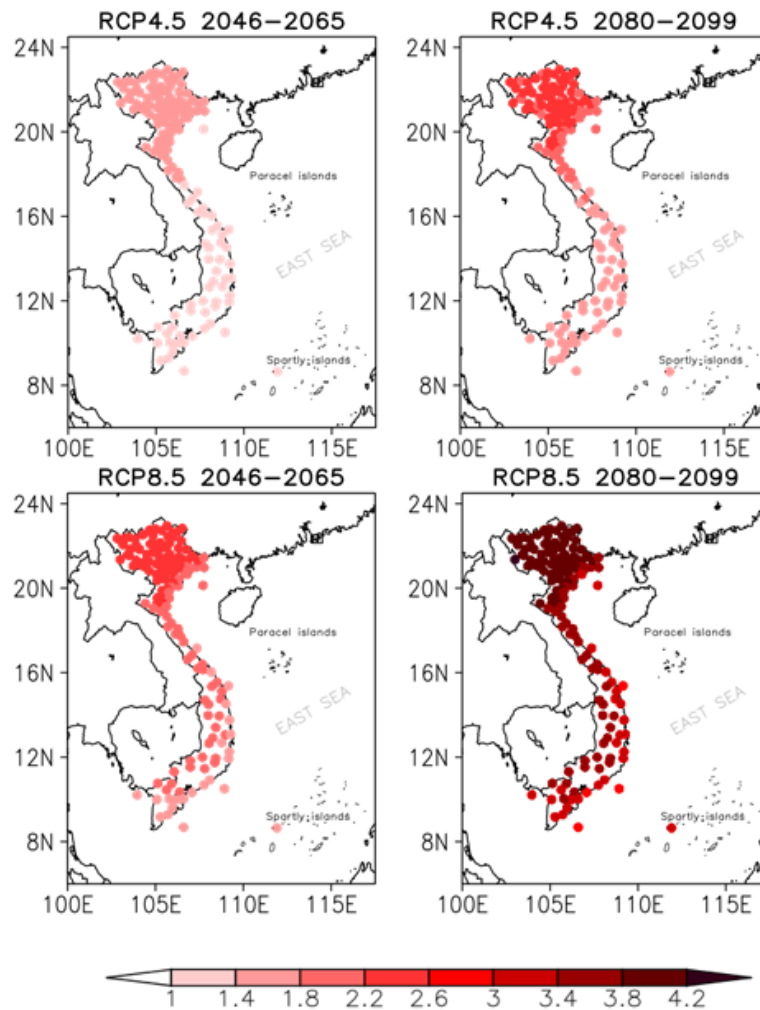 RCP4.5 2046−2065
RCP4.5 2080−2099
24N
20N
16N
12N
8N
100E 105E 110E 115E
Paracel islands
EAST SEA
Sportly islands
24N
20N
16N
12N
8N
100E 105E 110E 115E
Paracel islands
EAST SEA
Sportly islands
RCP8.5 2046−2065
RCP8.5 2080−2099
24N
20N
16N
12N
8N
100E 105E 110E 115E
Paracel islands
EAST SEA
Sportly islands
24N
20N
16N
12N
8N
100E 105E 110E 115E
Paracel islands
EAST SEA
Sportly islands
1 1.4 1.8 2.2 2.6 3 3.4 3.8 4.2